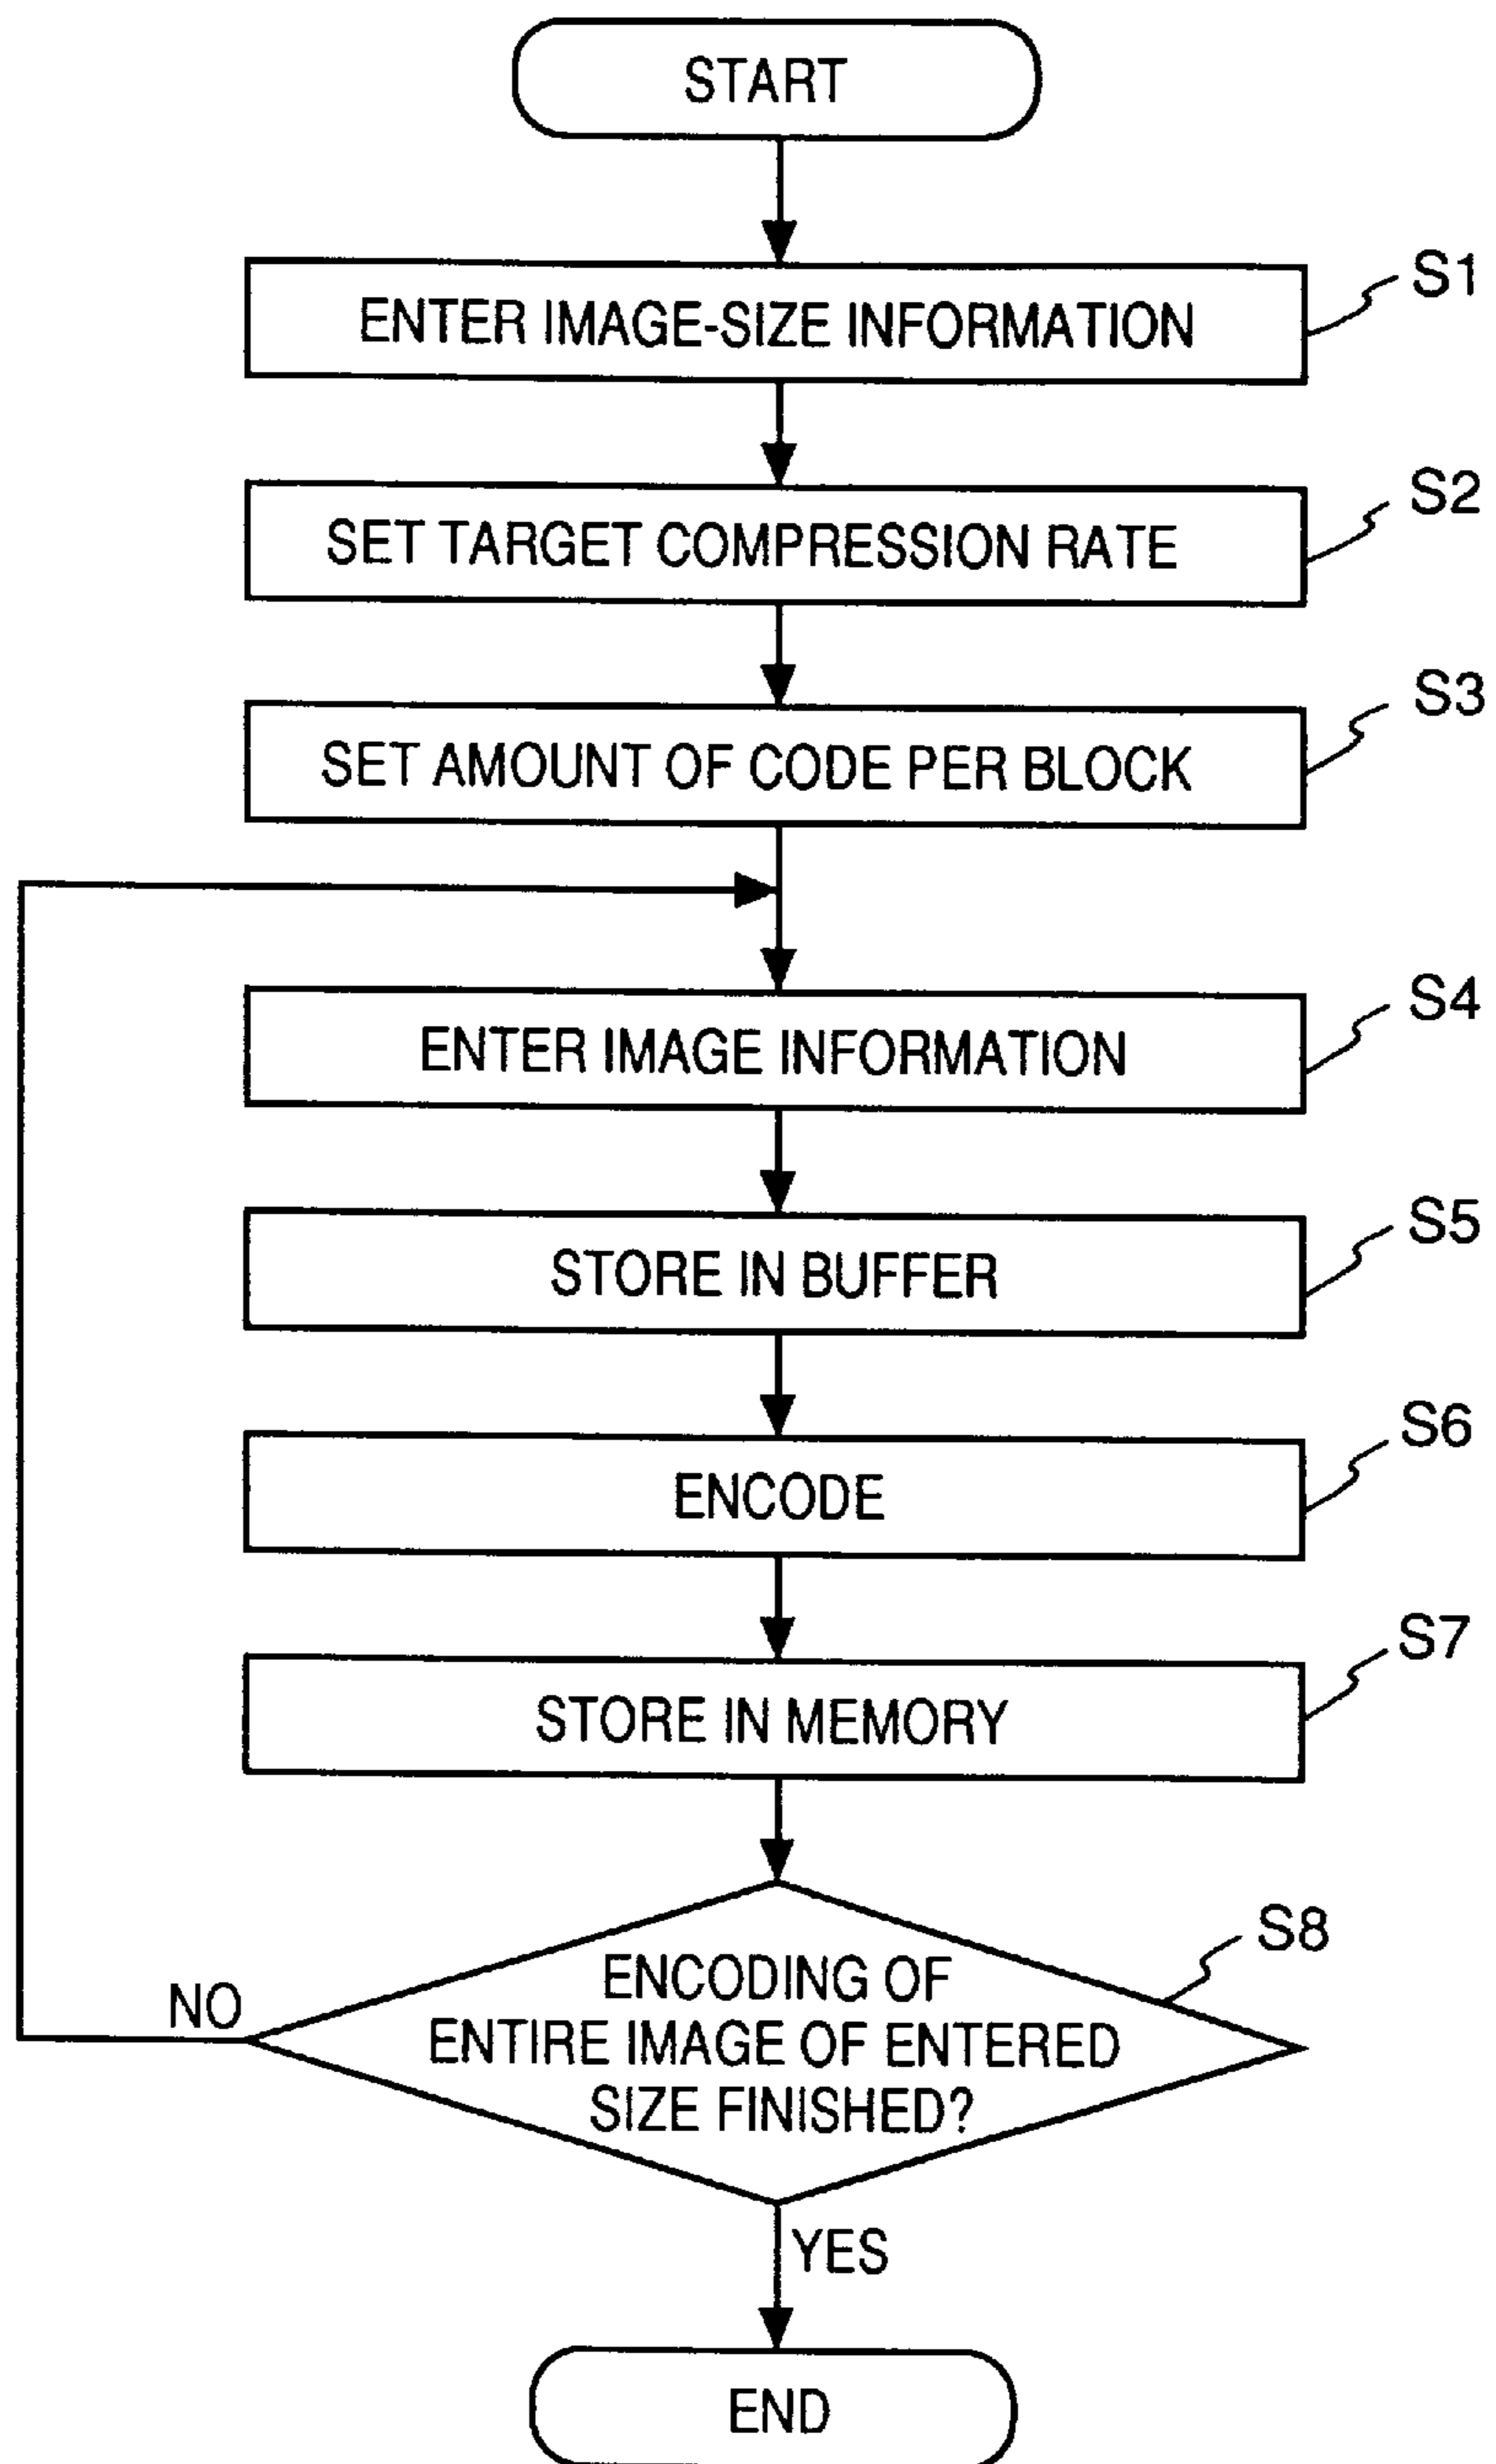 START
ENTER IMAGE-SIZE INFORMATION
S1
SET TARGET COMPRESSION RATE
S2
SET AMOUNT OF CODE PER BLOCK
S3
ENTER IMAGE INFORMATION
S4
STORE IN BUFFER
S5
ENCODE
S6
STORE IN MEMORY
S7
ENCODING OF
ENTIRE IMAGE OF ENTERED
SIZE FINISHED?
S8
NO
YES
END